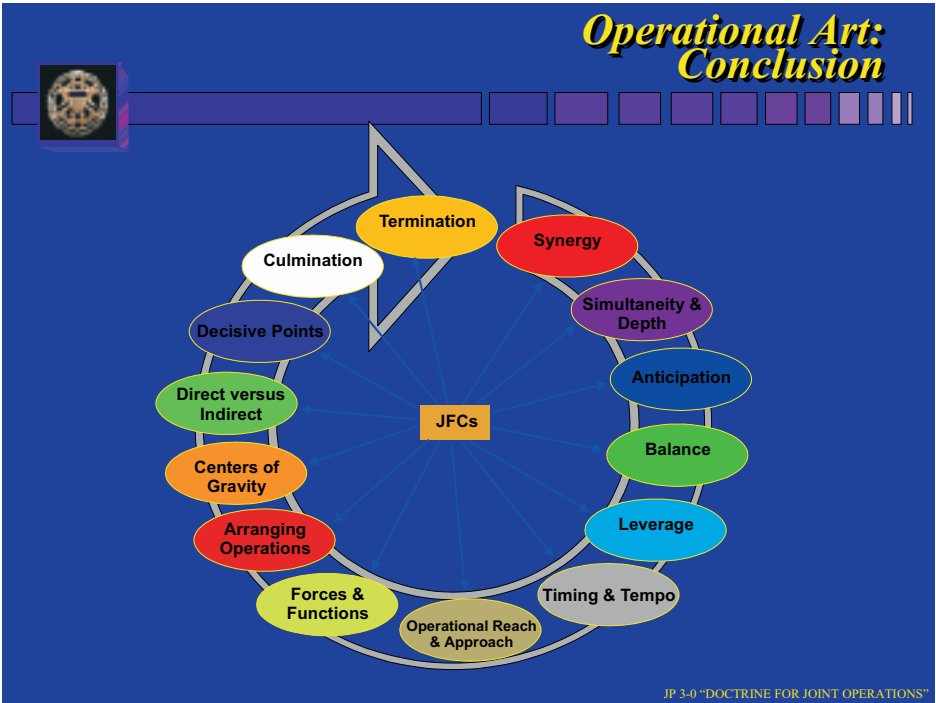 Operational Art:
Conclusion
Termination
Synergy
Culmination
Simultaneity &
Depth
Decisive Points
Anticipation
Direct versus
Indirect
JFCs
Balance
Centers of
Gravity
Leverage
Arranging
Operations
Timing & Tempo
Forces &
Functions
Operational Reach
& Approach
JP 3-0 “DOCTRINE FOR JOINT OPERATIONS”